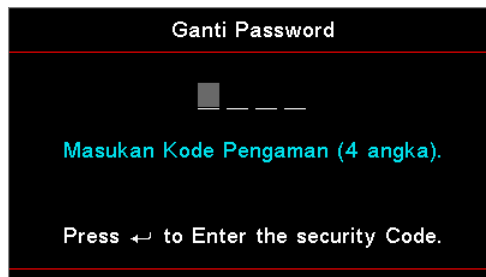 Ganti Password
_ _ _ _
Masukan Kode Pengaman (4 angka).
Press ↵ to Enter the security Code.